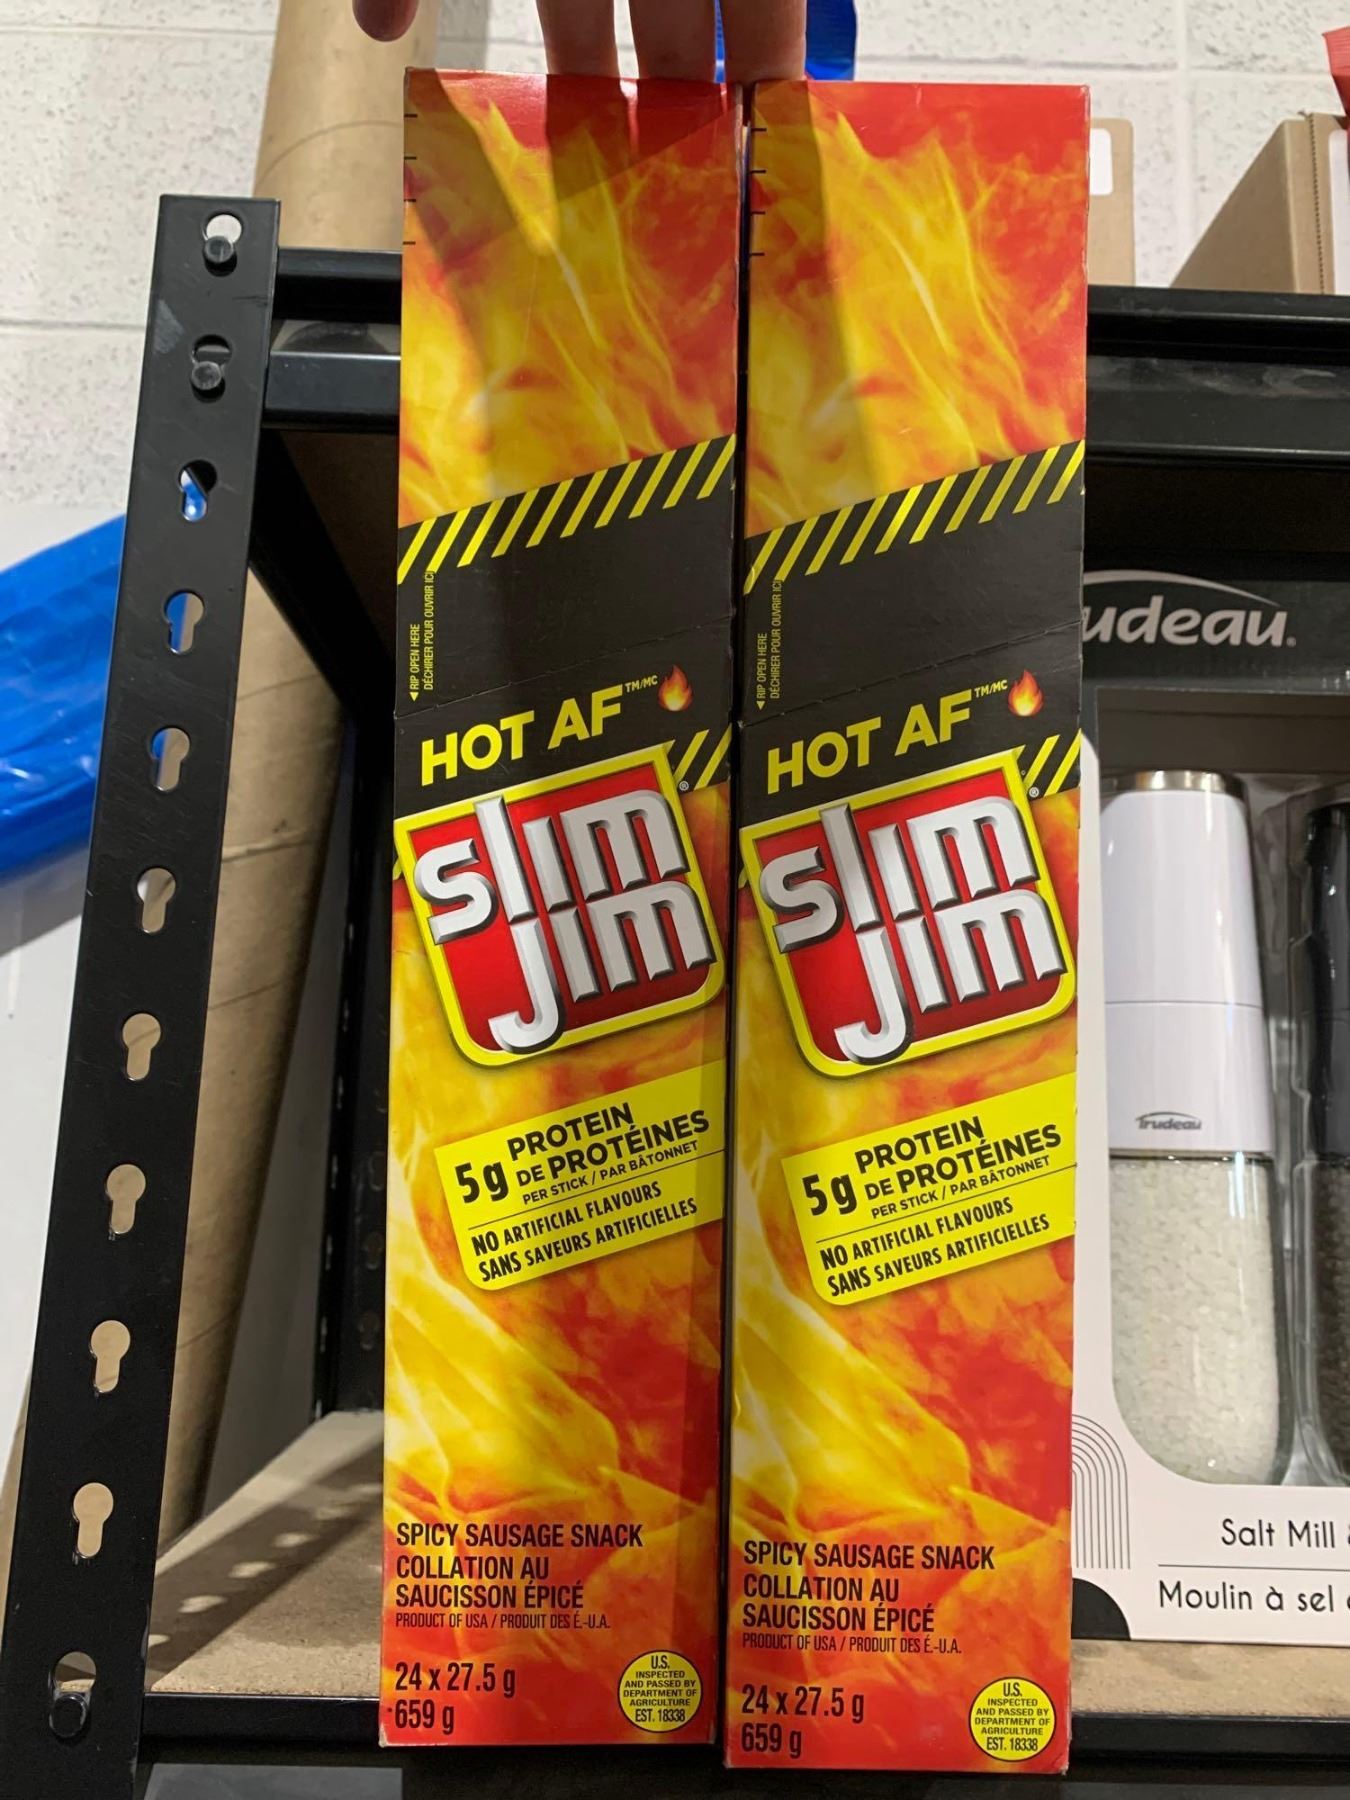 RIP OPEN HERE
DÉCHIRER POUR OUVRIR ICI
HOT AF TM/MC
slim
jim ®
5g PROTEIN
DE PROTÉINES
PER STICK / PAR BÂTONNET
NO ARTIFICIAL FLAVOURS
SANS SAVEURS ARTIFICIELLES
SPICY SAUSAGE SNACK
COLLATION AU
SAUCISSON ÉPICÉ
PRODUCT OF USA / PRODUIT DES É.-U.A.
24 x 27.5 g
659 g
U.S.
INSPECTED
AND PASSED BY
DEPARTMENT OF
AGRICULTURE
EST. 18338
RIP OPEN HERE
DÉCHIRER POUR OUVRIR ICI
HOT AF TM/MC
slim
jim ®
5g PROTEIN
DE PROTÉINES
PER STICK / PAR BÂTONNET
NO ARTIFICIAL FLAVOURS
SANS SAVEURS ARTIFICIELLES
SPICY SAUSAGE SNACK
COLLATION AU
SAUCISSON ÉPICÉ
PRODUCT OF USA / PRODUIT DES É.-U.A.
24 x 27.5 g
659 g
U.S.
INSPECTED
AND PASSED BY
DEPARTMENT OF
AGRICULTURE
EST. 18338
udeau.
Trudeau
Salt Mill
Moulin à sel